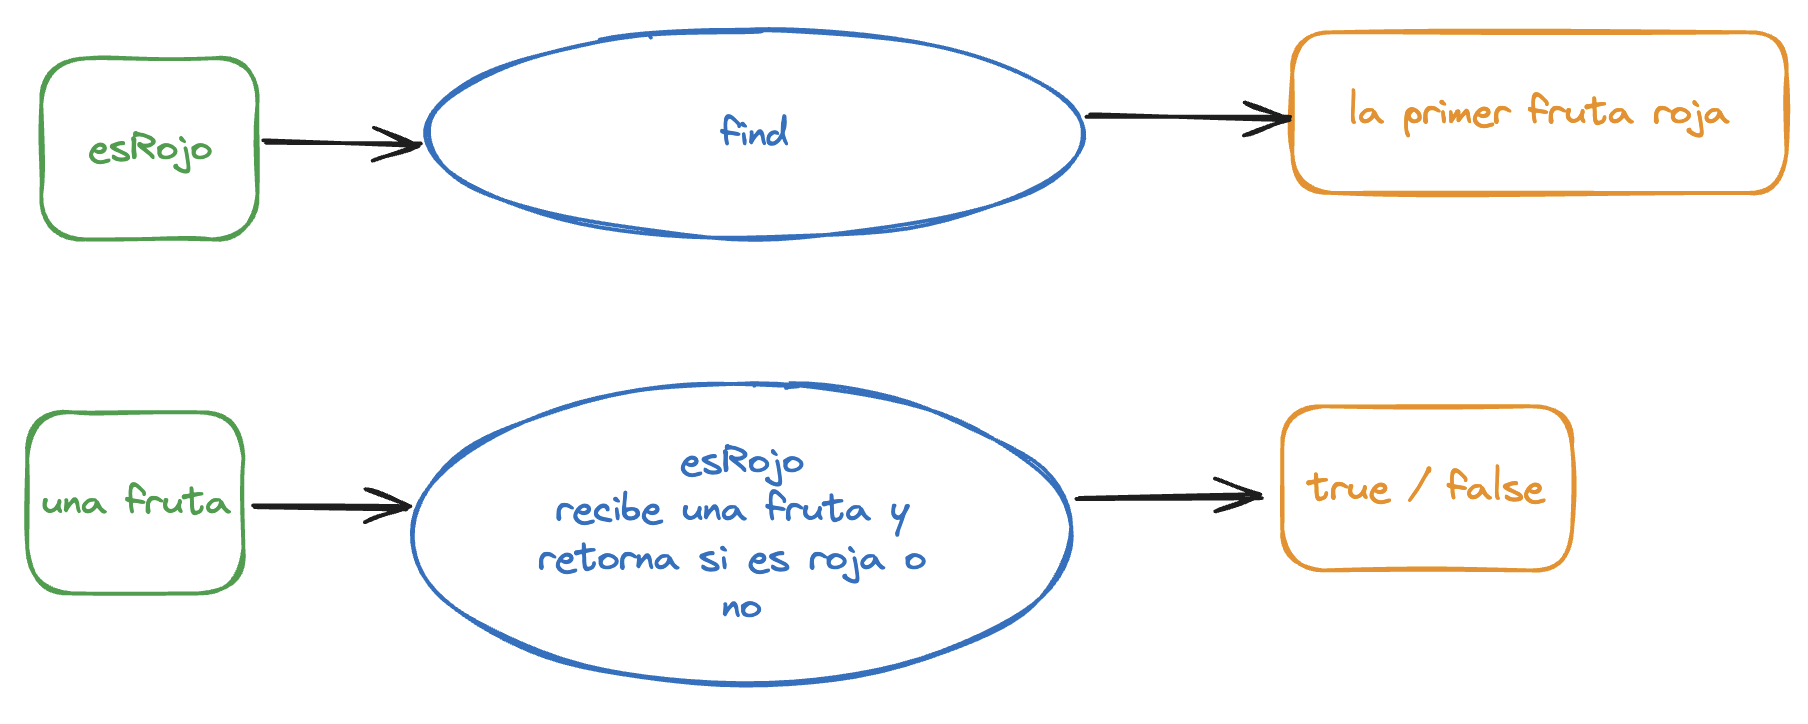 esRojo
find
la primer fruta roja
una fruta
esRojo
recibe una fruta y
retorna si es roja o
no
true / false